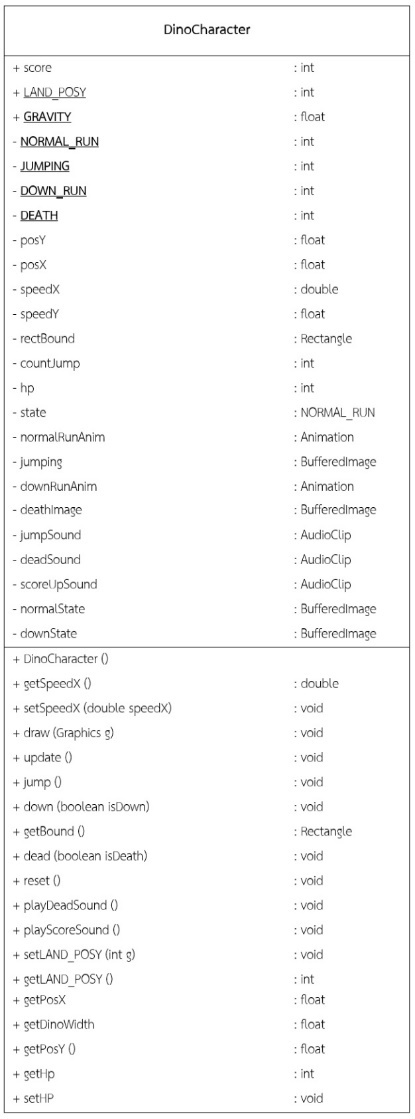 DinoCharacter
+ score : int
+ LAND_POSY : int
+ GRAVITY : float
- NORMAL_RUN : int
- JUMPING : int
- DOWN_RUN : int
- DEATH : int
- posY : float
- posX : float
- speedX : double
- speedY : float
- rectBound : Rectangle
- countJump : int
- hp : int
- state : NORMAL_RUN
- normalRunAnim : Animation
- jumping : BufferedImage
- downRunAnim : Animation
- deathImage : BufferedImage
- jumpSound : AudioClip
- deadSound : AudioClip
- scoreUpSound : AudioClip
- normalState : BufferedImage
- downState : BufferedImage
+ DinoCharacter ()
+ getSpeedX () : double
+ setSpeedX (double speedX) : void
+ draw (Graphics g) : void
+ update () : void
+ jump () : void
+ down (boolean isDown) : void
+ getBound () : Rectangle
+ dead (boolean isDeath) : void
+ reset () : void
+ playDeadSound () : void
+ playScoreSound () : void
+ setLAND_POSY (int g) : void
+ getLAND_POSY () : int
+ getPosX : float
+ getDinoWidth : float
+ getPosY () : float
+ getHp : int
+ setHP : void